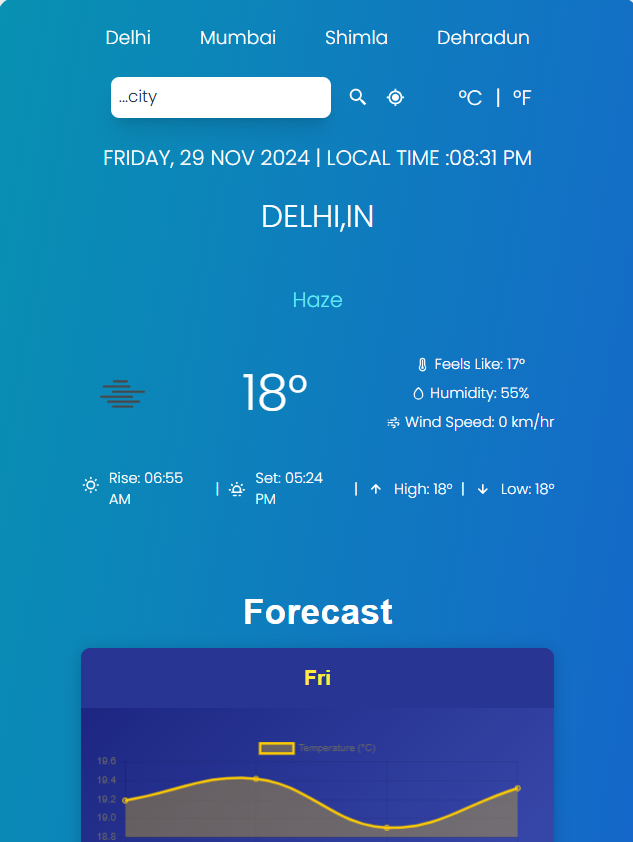 Delhi Mumbai Shimla Dehradun
...city °C | °F
FRIDAY, 29 NOV 2024 | LOCAL TIME :08:31 PM
DELHI,IN
Haze
18°
Feels Like: 17°
Humidity: 55%
Wind Speed: 0 km/hr
Rise: 06:55 AM | Set: 05:24 PM | High: 18° | Low: 18°
Forecast
Fri
Temperature (°C)
19.6
19.4
19.2
19.0
18.8